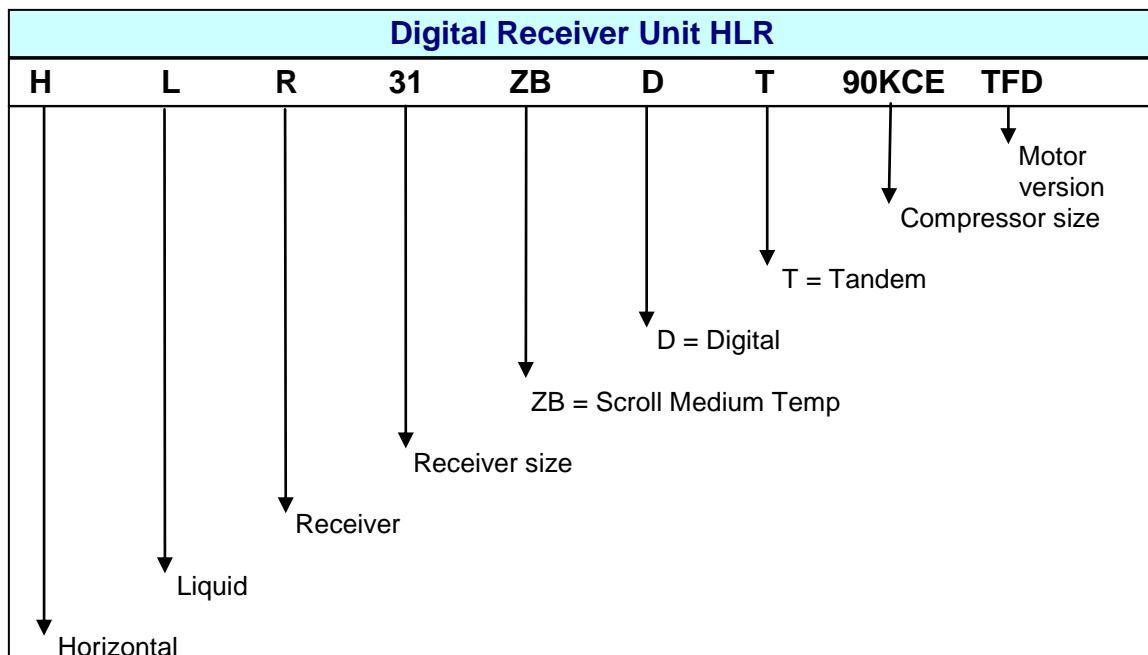 Digital Receiver Unit HLR
H L R 31 ZB D T 90KCE TFD
Motor
version
Compressor size
T = Tandem
D = Digital
ZB = Scroll Medium Temp
Receiver size
Receiver
Liquid
Horizontal